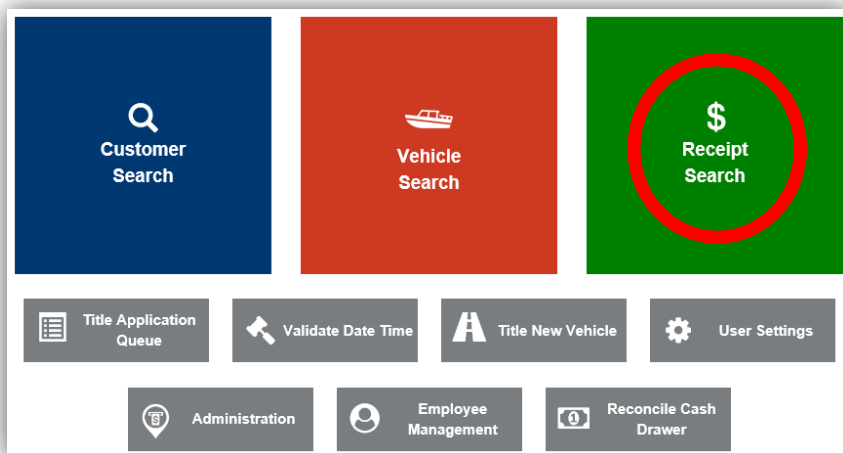 Customer
Search
Vehicle
Search
$
Receipt
Search
Title Application
Queue
Validate Date Time
Title New Vehicle
User Settings
Administration
Employee
Management
Reconcile Cash
Drawer